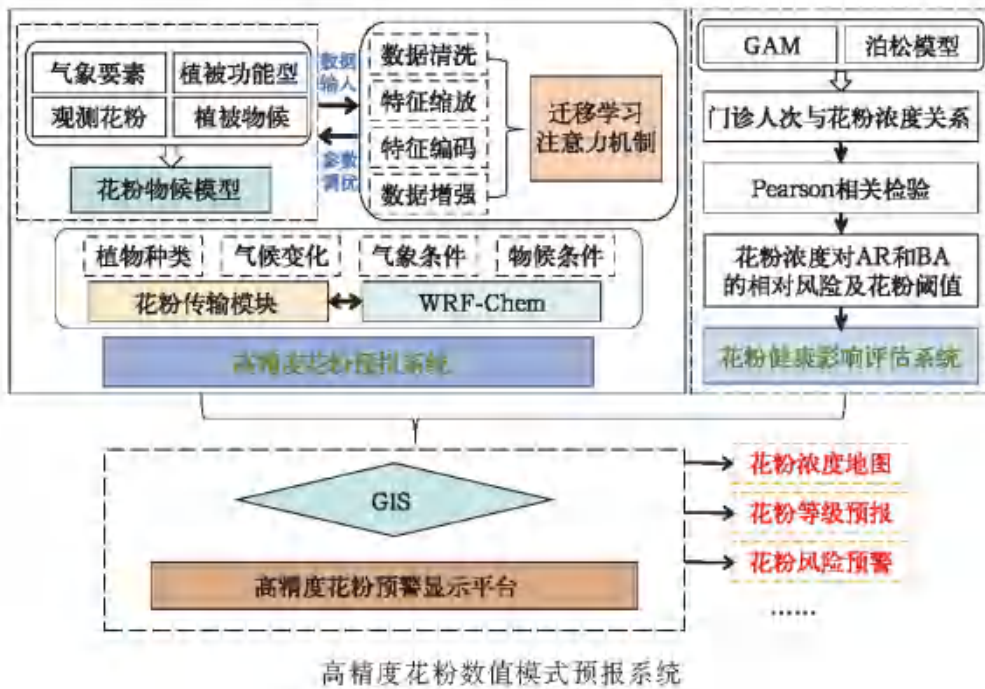 气象要素
植被功能型
观测花粉
植被物候
花粉物候模型
数据
输入
参数
调优
数据清洗
特征缩放
特征编码
数据增强
迁移学习
注意力机制
植物种类
气候变化
气象条件
物候条件
花粉传输模块
WRF-Chem
高精度花粉预报系统
GAM
泊松模型
门诊人次与花粉浓度关系
Pearson相关检验
花粉浓度对AR和BA
的相对风险及花粉阈值
花粉健康影响评估系统
GIS
高精度花粉预警显示平台
花粉浓度地图
花粉等级预报
花粉风险预警
……
高精度花粉数值模式预报系统